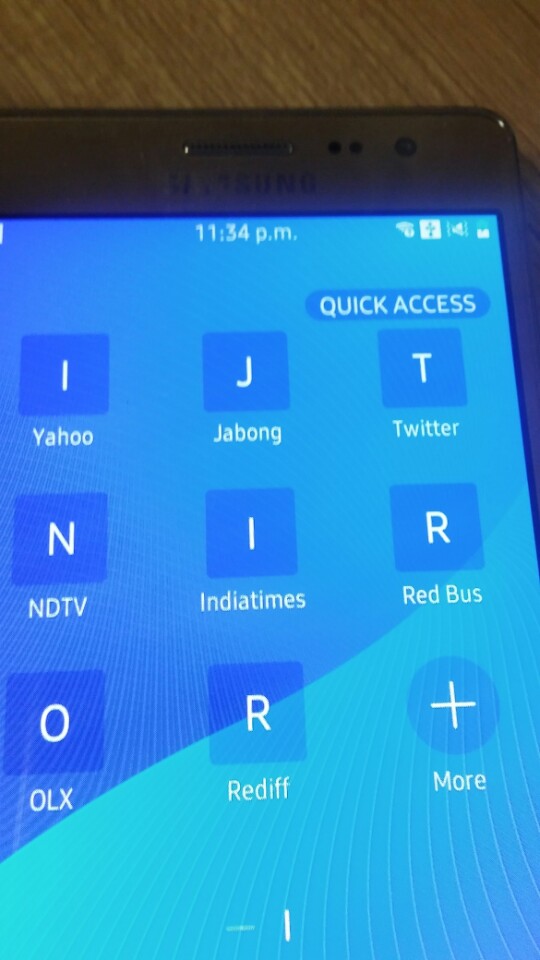 SAMSUNG
11:34 p.m.
QUICK ACCESS
I J T
Yahoo Jabong Twitter
N I R
NDTV Indiatimes Red Bus
O R +
OLX Rediff More